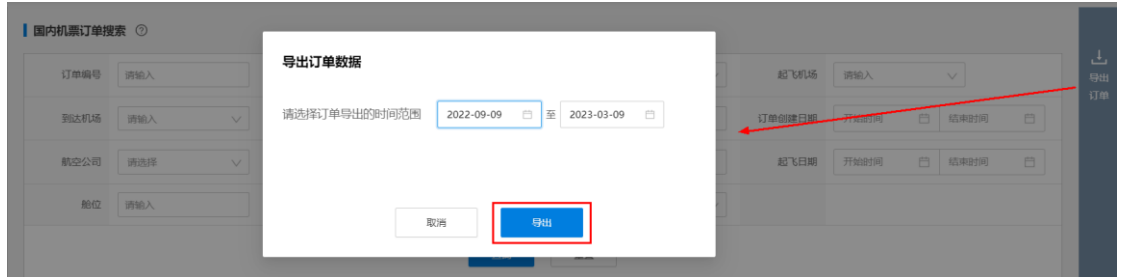 国内机票订单搜索
导出订单数据
订单编号 请输入
起飞机场 请输入
导出
订单
请选择订单导出的时间范围 2022-09-09 至 2023-03-09
到达机场 请输入
订单创建日期 开始时间 结束时间
航空公司 请选择
起飞日期 开始时间 结束时间
舱位 请输入
取消 导出